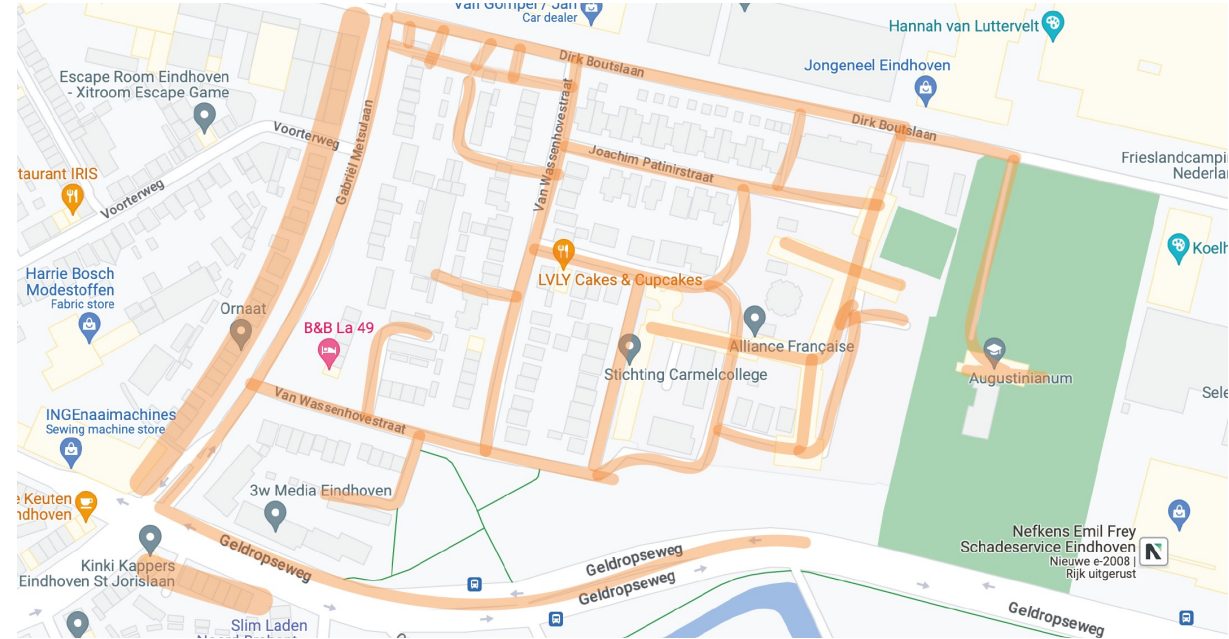 Van Gompel / Jan
Car dealer
Hannah van Luttervelt
Dirk Boutslaan
Jongeneel Eindhoven
Escape Room Eindhoven
- Xitroom Escape Game
Voorterweg
Gabriël Metsulaan
Van Wassenhovestraat
Dirk Boutslaan
Joachim Patinirstraat
Frieslandcampi
Nederla
taurant IRIS
Voorterweg
Koelh
Harrie Bosch
Modestoffen
Fabric store
LVLY Cakes & Cupcakes
Ornaat
B&B La 49
Alliance Française
Stichting Carmelcollege
Augustinianum
Sele
Van Wassenhovestraat
INGEnaaimachines
Sewing machine store
e Keuten
ndhoven
3w Media Eindhoven
Nefkens Emil Frey
Schadeservice Eindhoven
Nieuwe e-2008 |
Rijk uitgerust
N
Geldropseweg
Geldropseweg
Geldropseweg
Kinki Kappers
Eindhoven St Jorislaan
Geldropseweg
Slim Laden
Noord Brabant